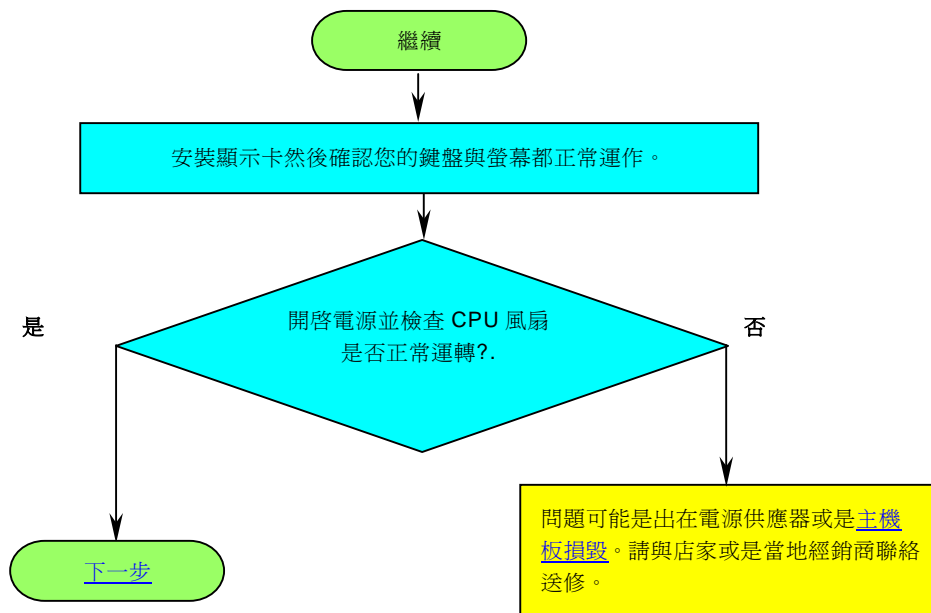 繼續
安裝顯示卡然後確認您的鍵盤與螢幕都正常運作。
開啓電源並檢查 CPU 風扇
是否正常運轉?.
是
否
問題可能是出在電源供應器或是主機
板損毀。請與店家或是當地經銷商聯絡
送修。
下一步